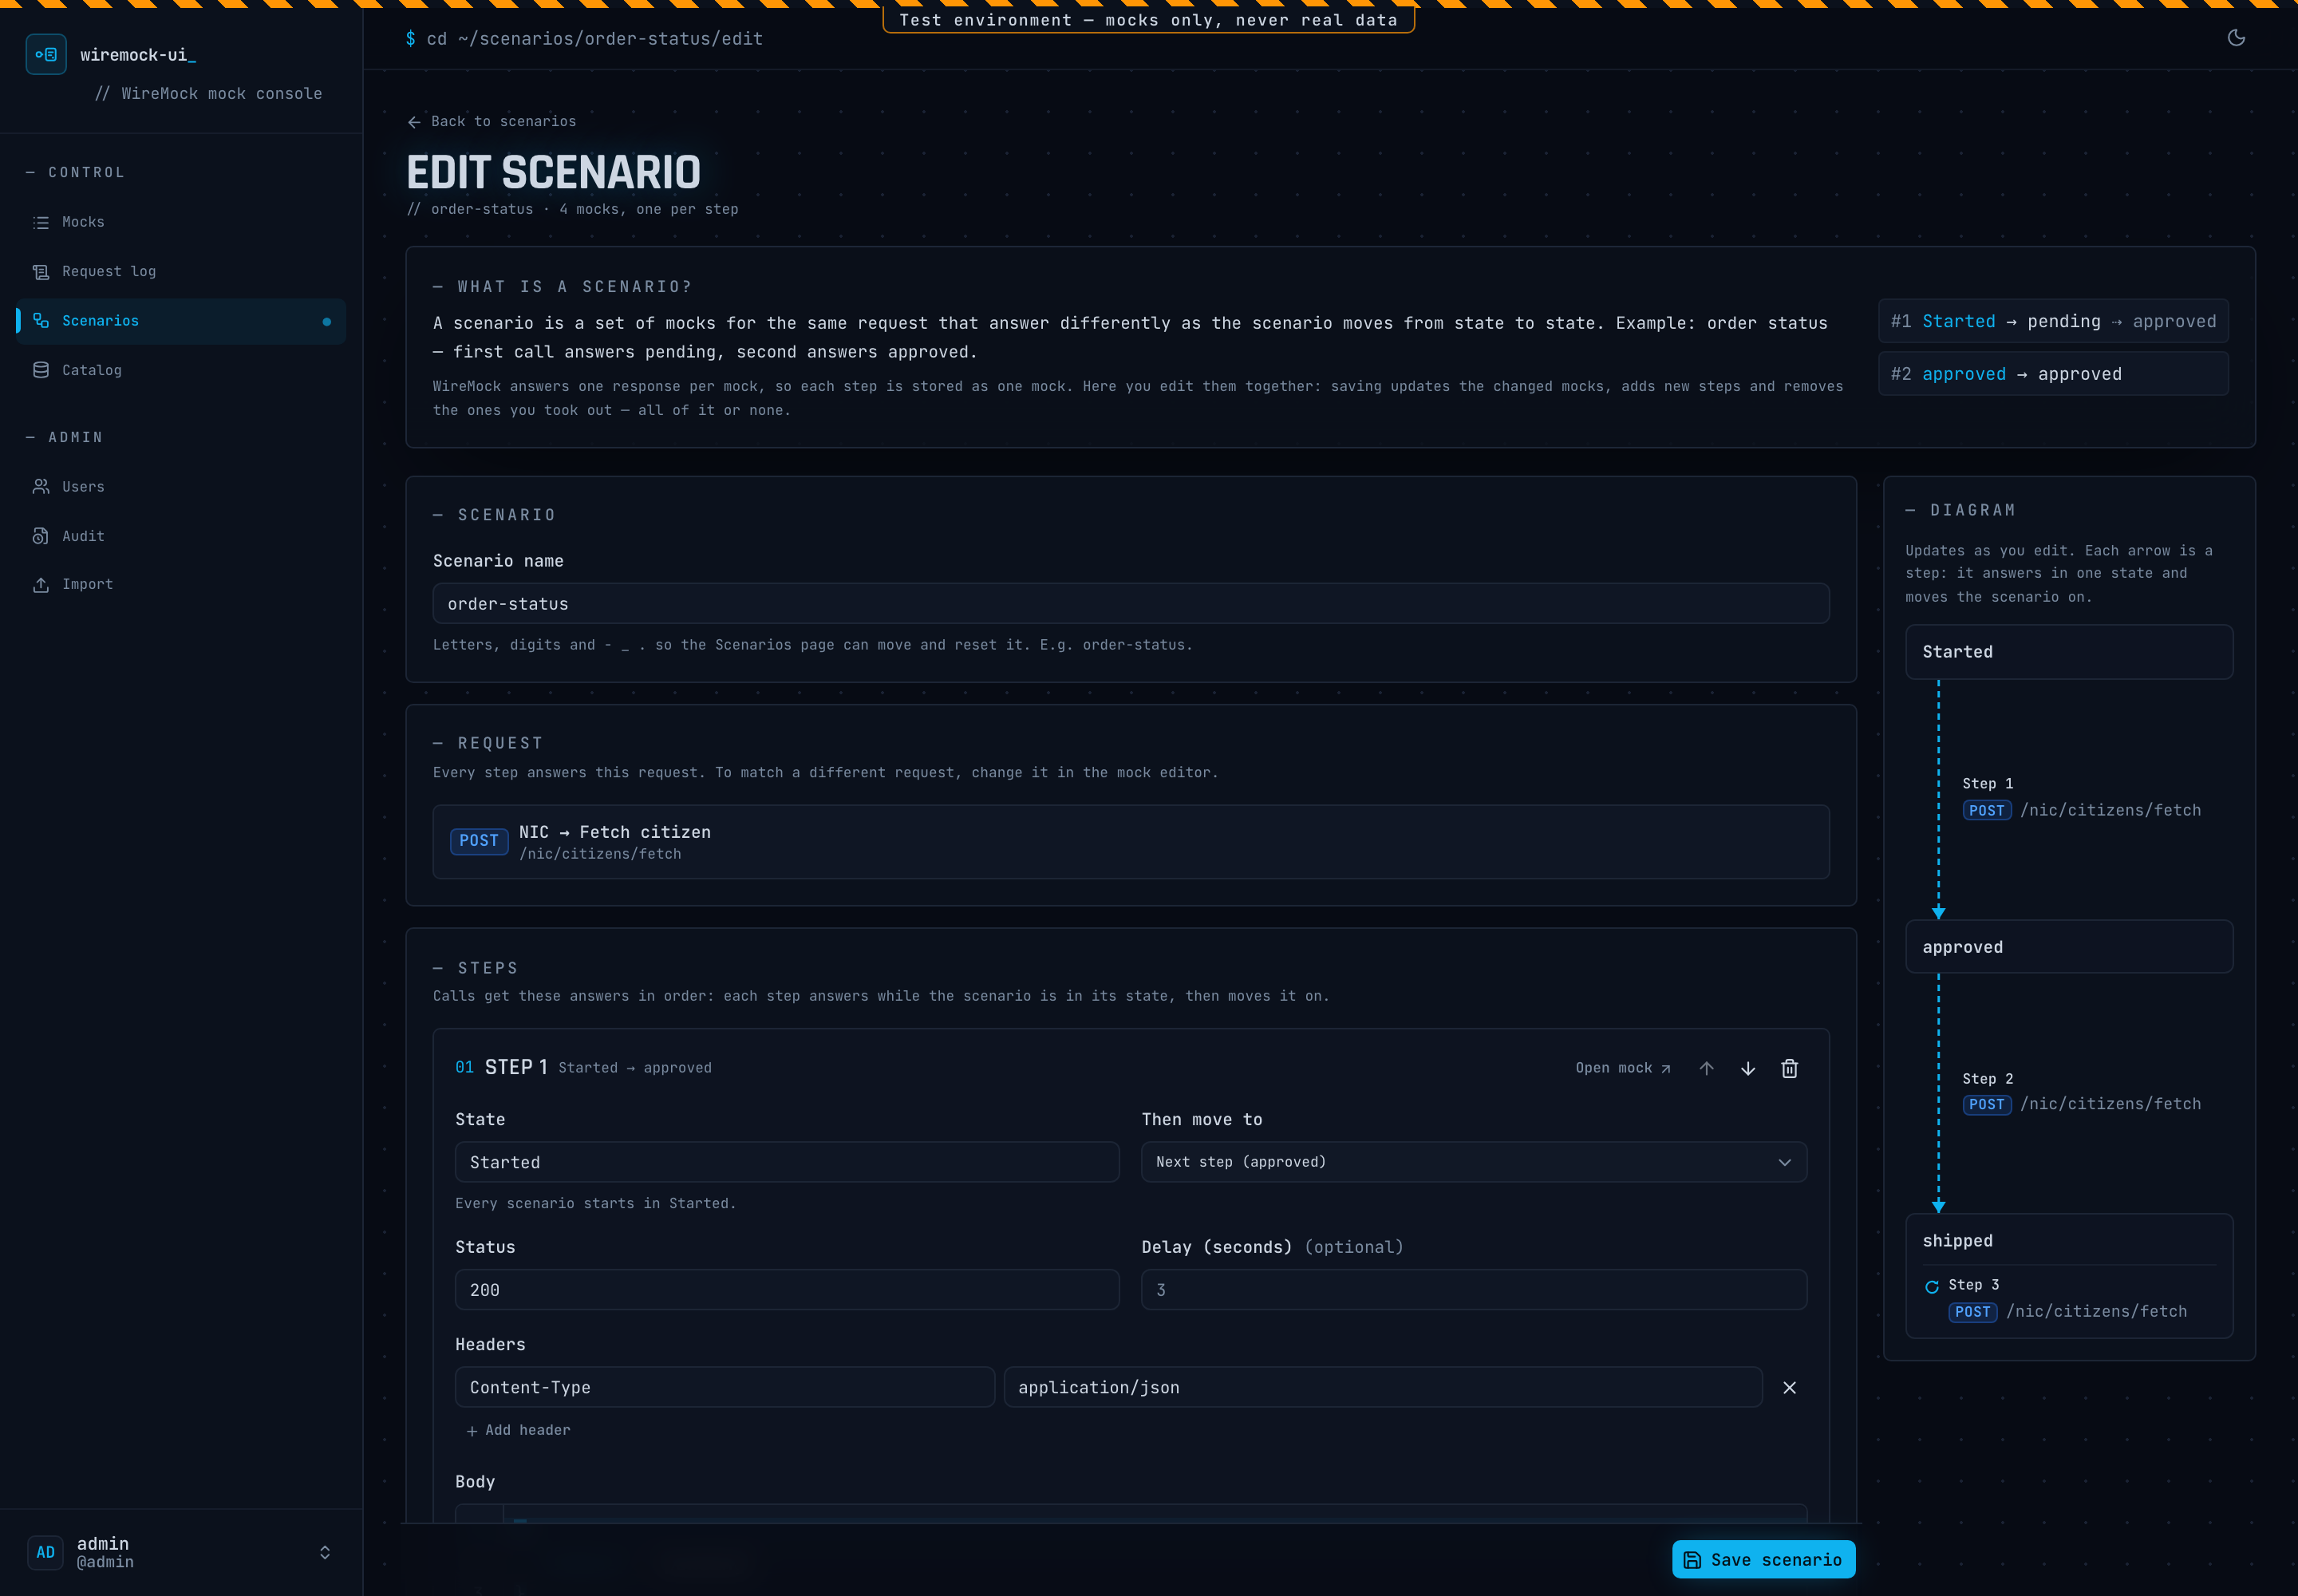 Test environment — mocks only, never real data
wiremock-ui_
// WireMock mock console
$ cd ~/scenarios/order-status/edit
— CONTROL
Mocks
Request log
Scenarios
Catalog
— ADMIN
Users
Audit
Import
AD
admin
@admin
← Back to scenarios
EDIT SCENARIO
// order-status · 4 mocks, one per step
— WHAT IS A SCENARIO?
A scenario is a set of mocks for the same request that answer differently as the scenario moves from state to state. Example: order status
— first call answers pending, second answers approved.
WireMock answers one response per mock, so each step is stored as one mock. Here you edit them together: saving updates the changed mocks, adds new steps and removes
the ones you took out — all of it or none.
#1 Started → pending ⇢ approved
#2 approved → approved
— SCENARIO
Scenario name
order-status
Letters, digits and - _ . so the Scenarios page can move and reset it. E.g. order-status.
— REQUEST
Every step answers this request. To match a different request, change it in the mock editor.
POST
NIC → Fetch citizen
/nic/citizens/fetch
— STEPS
Calls get these answers in order: each step answers while the scenario is in its state, then moves it on.
01 STEP 1 Started → approved
Open mock ↗
State
Then move to
Started
Next step (approved)
Every scenario starts in Started.
Status
Delay (seconds) (optional)
200
3
Headers
Content-Type
application/json
+ Add header
Body
Save scenario
— DIAGRAM
Updates as you edit. Each arrow is a
step: it answers in one state and
moves the scenario on.
Started
Step 1
POST /nic/citizens/fetch
approved
Step 2
POST /nic/citizens/fetch
shipped
Step 3
POST /nic/citizens/fetch